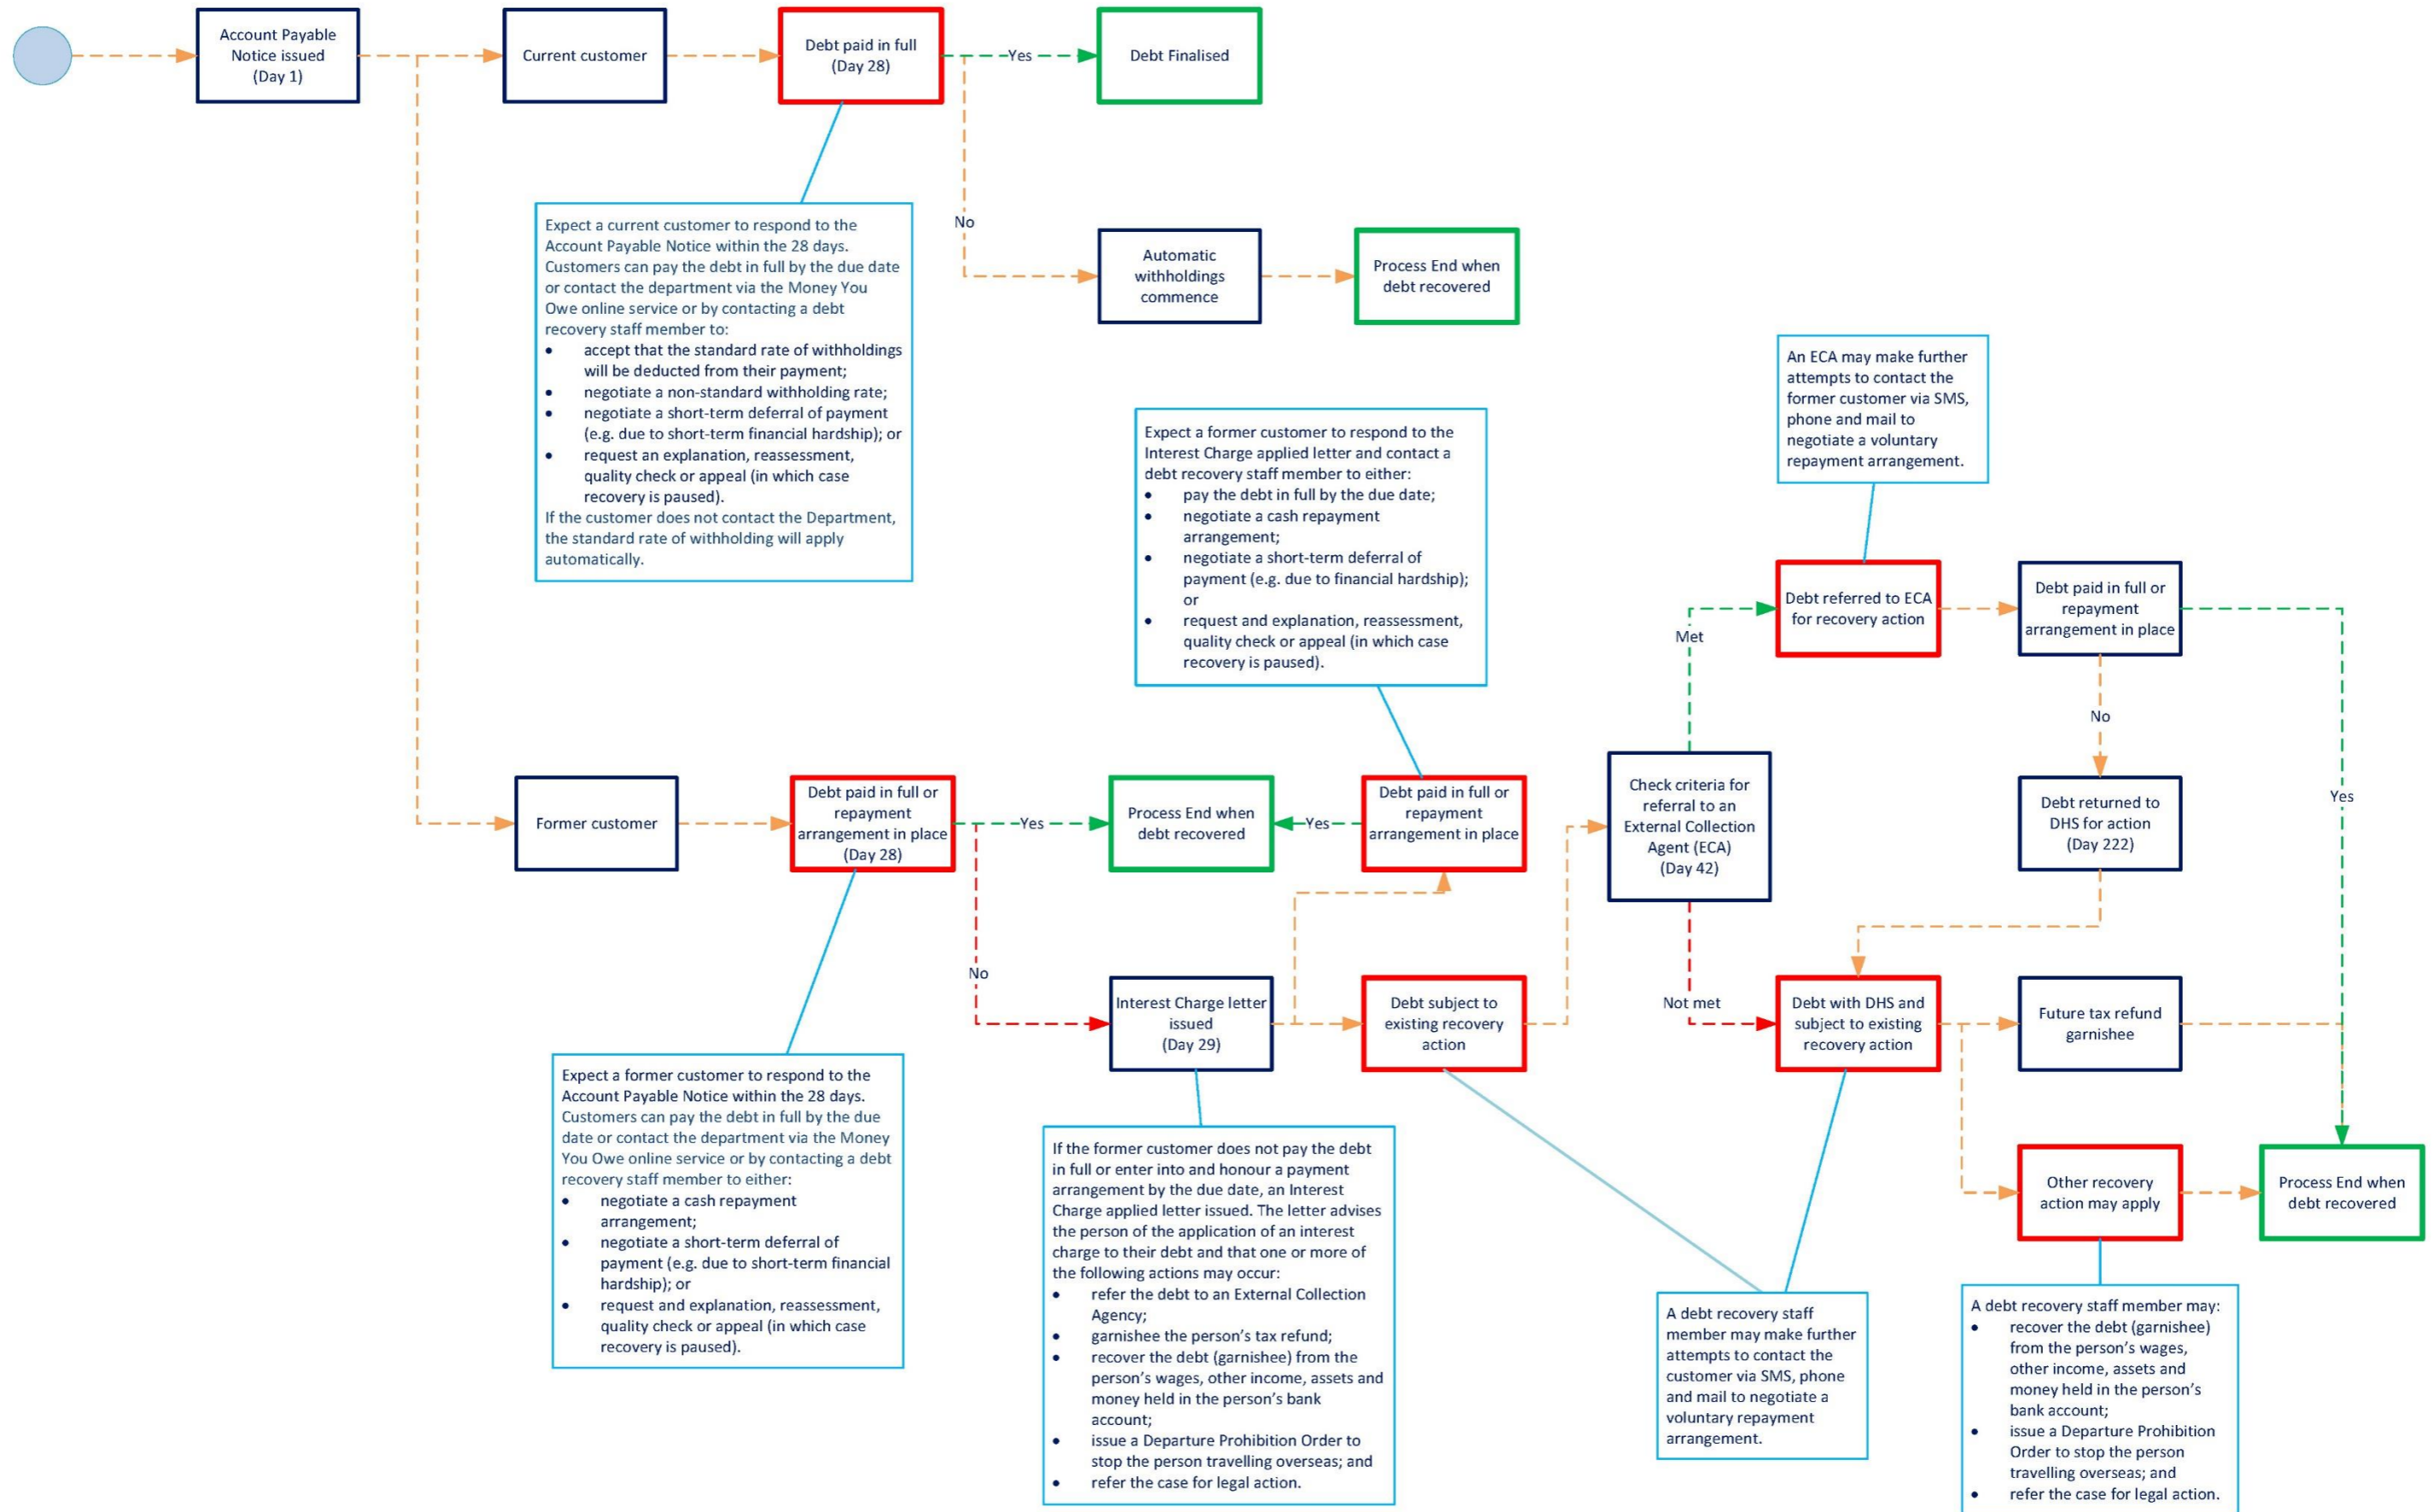 Account Payable
Notice issued
(Day 1)
Current customer
Debt paid in full
(Day 28)
Yes
Debt Finalised
No
Automatic
withholdings
commence
Process End when
debt recovered
Expect a current customer to respond to the
Account Payable Notice within the 28 days.
Customers can pay the debt in full by the due date
or contact the department via the Money You
Owe online service or by contacting a debt
recovery staff member to:
• accept that the standard rate of withholdings
will be deducted from their payment;
• negotiate a non-standard withholding rate;
• negotiate a short-term deferral of payment
(e.g. due to short-term financial hardship); or
• request an explanation, reassessment,
quality check or appeal (in which case
recovery is paused).
If the customer does not contact the Department,
the standard rate of withholding will apply
automatically.
Expect a former customer to respond to the
Interest Charge applied letter and contact a
debt recovery staff member to either:
• pay the debt in full by the due date;
• negotiate a cash repayment
arrangement;
• negotiate a short-term deferral of
payment (e.g. due to financial hardship);
or
• request and explanation, reassessment,
quality check or appeal (in which case
recovery is paused).
An ECA may make further
attempts to contact the
former customer via SMS,
phone and mail to
negotiate a voluntary
repayment arrangement.
Met
Debt referred to ECA
for recovery action
Debt paid in full or
repayment
arrangement in place
No
Yes
Former customer
Debt paid in full or
repayment
arrangement in place
(Day 28)
Yes
Process End when
debt recovered
Yes
Debt paid in full or
repayment
arrangement in place
Check criteria for
referral to an
External Collection
Agent (ECA)
(Day 42)
Debt returned to
DHS for action
(Day 222)
No
Interest Charge letter
issued
(Day 29)
Debt subject to
existing recovery
action
Not met
Debt with DHS and
subject to existing
recovery action
Future tax refund
garnishee
Other recovery
action may apply
Process End when
debt recovered
Expect a former customer to respond to the
Account Payable Notice within the 28 days.
Customers can pay the debt in full by the due
date or contact the department via the Money
You Owe online service or by contacting a debt
recovery staff member to either:
• negotiate a cash repayment
arrangement;
• negotiate a short-term deferral of
payment (e.g. due to short-term financial
hardship); or
• request and explanation, reassessment,
quality check or appeal (in which case
recovery is paused).
If the former customer does not pay the debt
in full or enter into and honour a payment
arrangement by the due date, an Interest
Charge applied letter issued. The letter advises
the person of the application of an interest
charge to their debt and that one or more of
the following actions may occur:
• refer the debt to an External Collection
Agency;
• garnishee the person's tax refund;
• recover the debt (garnishee) from the
person's wages, other income, assets and
money held in the person's bank
account;
• issue a Departure Prohibition Order to
stop the person travelling overseas; and
• refer the case for legal action.
A debt recovery staff
member may make further
attempts to contact the
customer via SMS, phone
and mail to negotiate a
voluntary repayment
arrangement.
A debt recovery staff member may:
• recover the debt (garnishee)
from the person's wages,
other income, assets and
money held in the person's
bank account;
• issue a Departure Prohibition
Order to stop the person
travelling overseas; and
• refer the case for legal action.